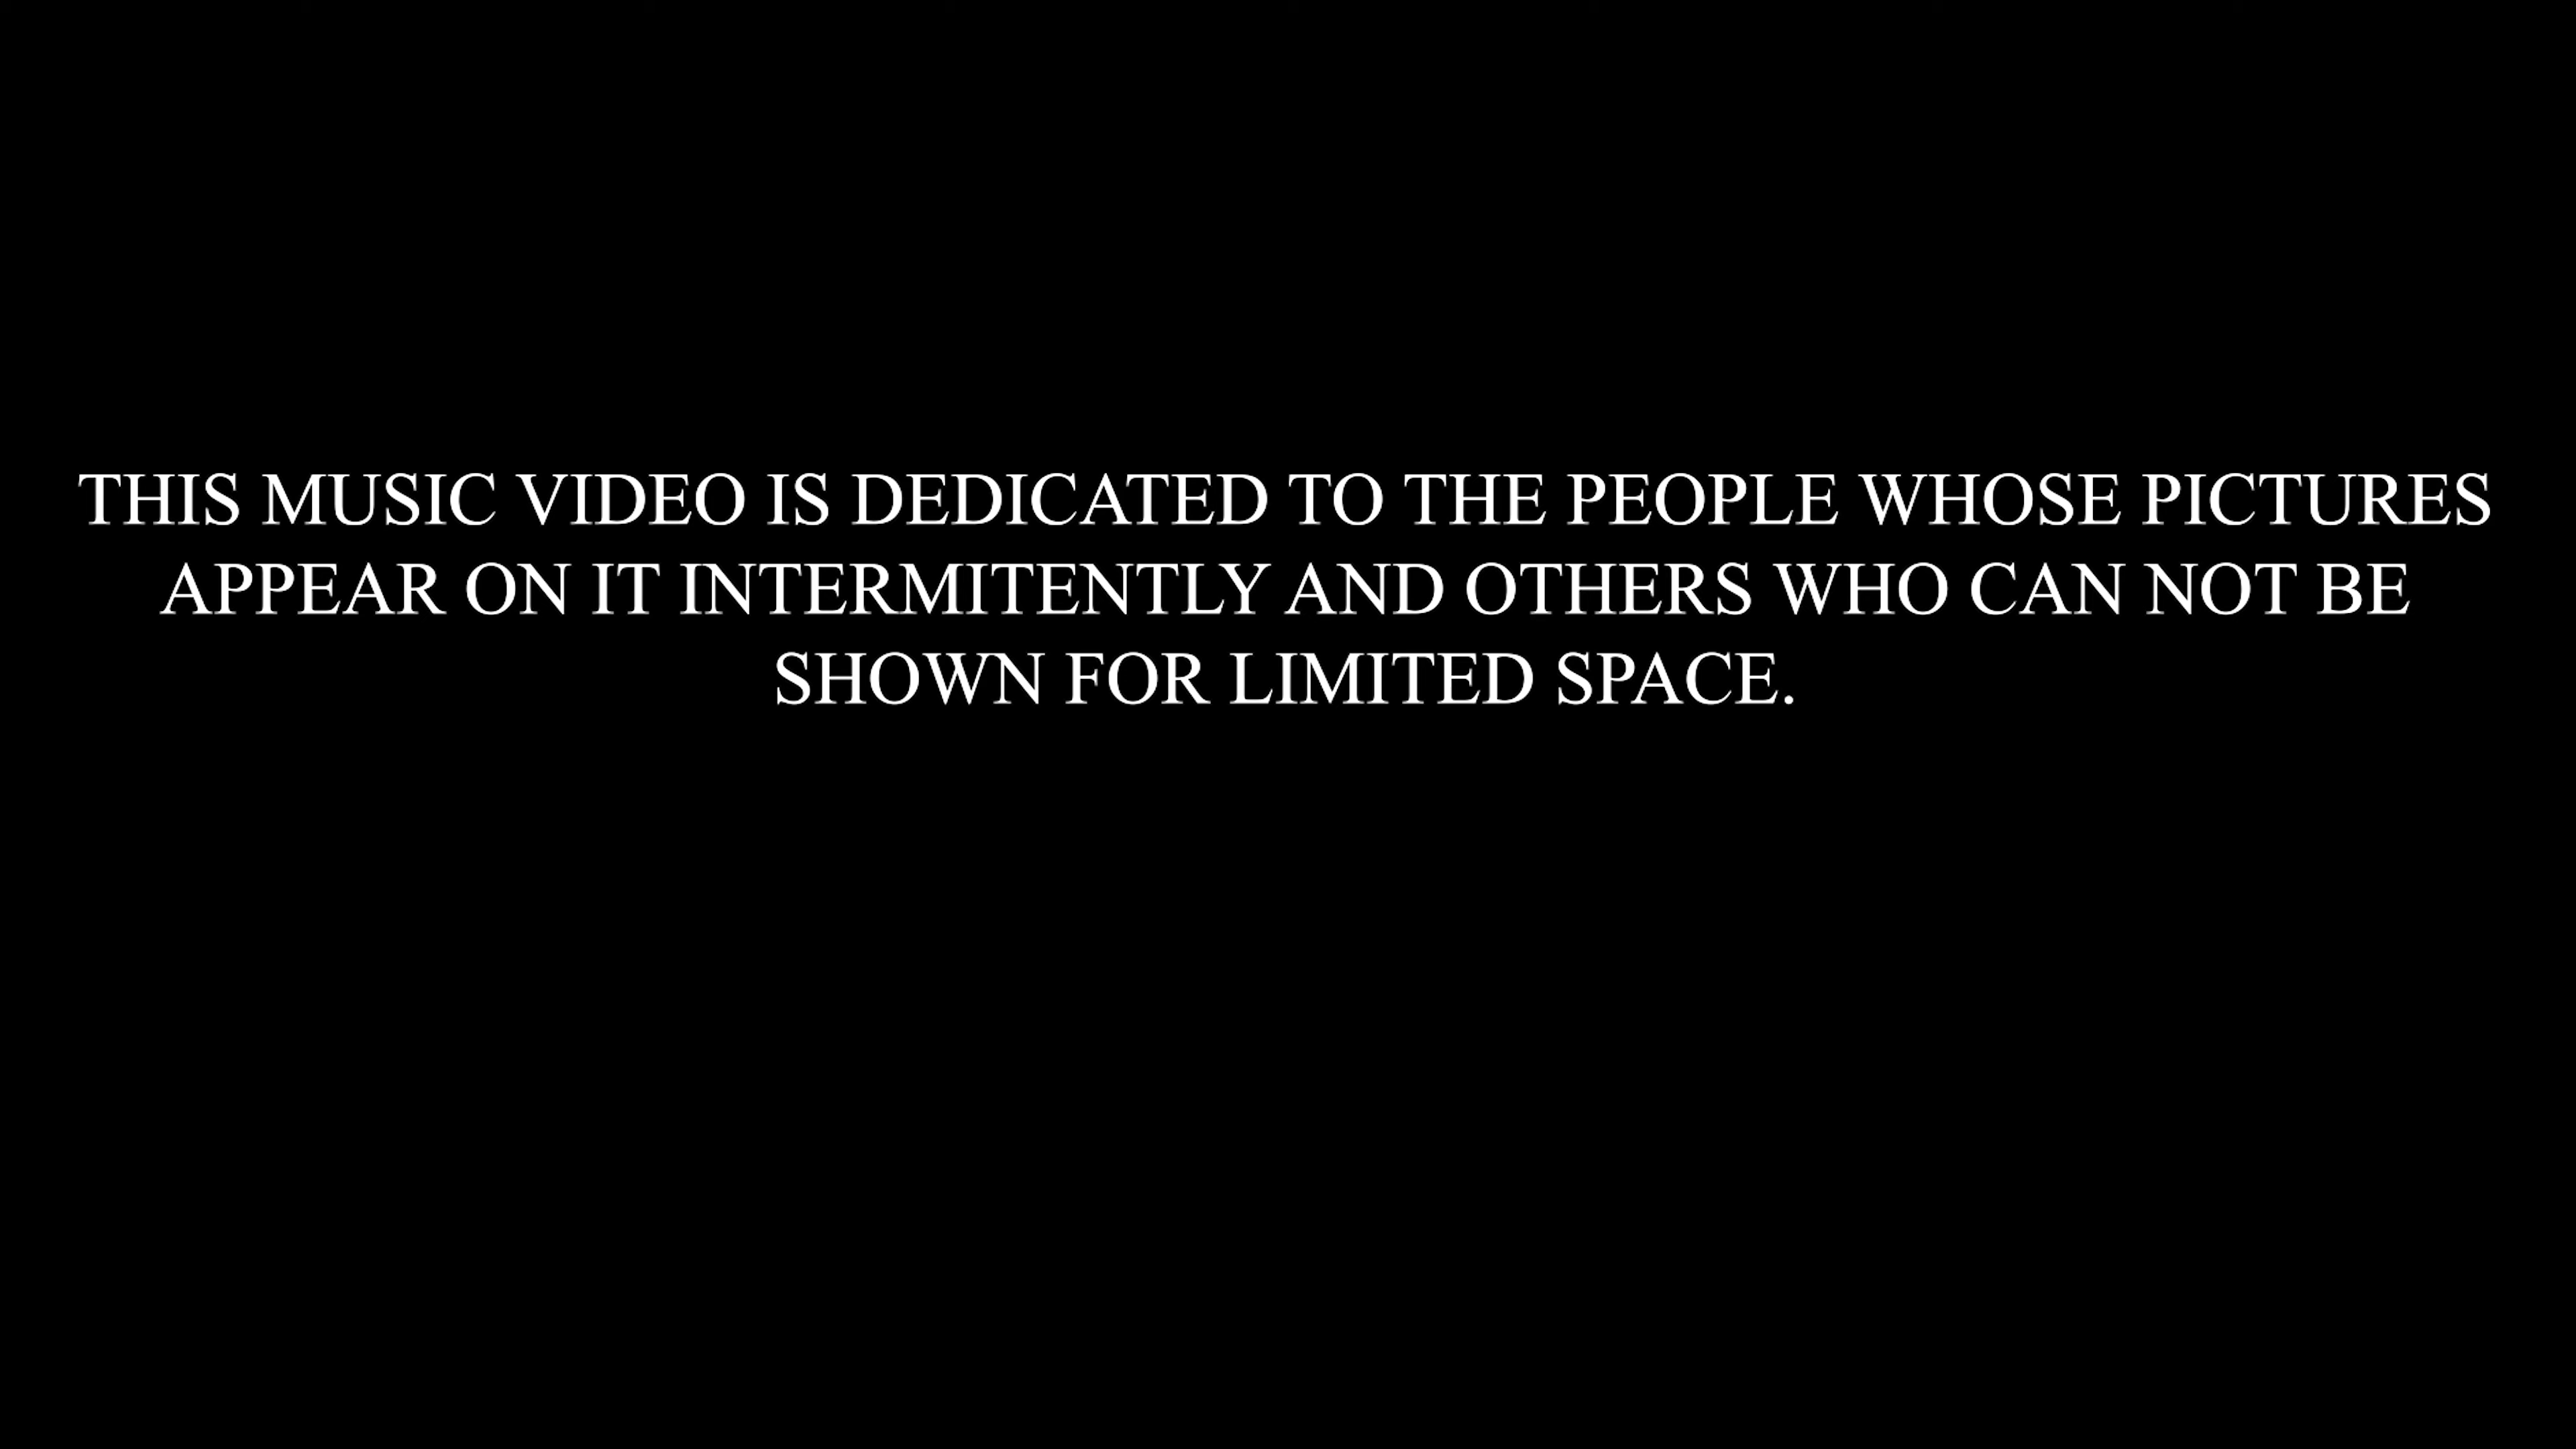 THIS MUSIC VIDEO IS DEDICATED TO THE PEOPLE WHOSE PICTURES
APPEAR ON IT INTERMITENTLY AND OTHERS WHO CAN NOT BE
SHOWN FOR LIMITED SPACE.